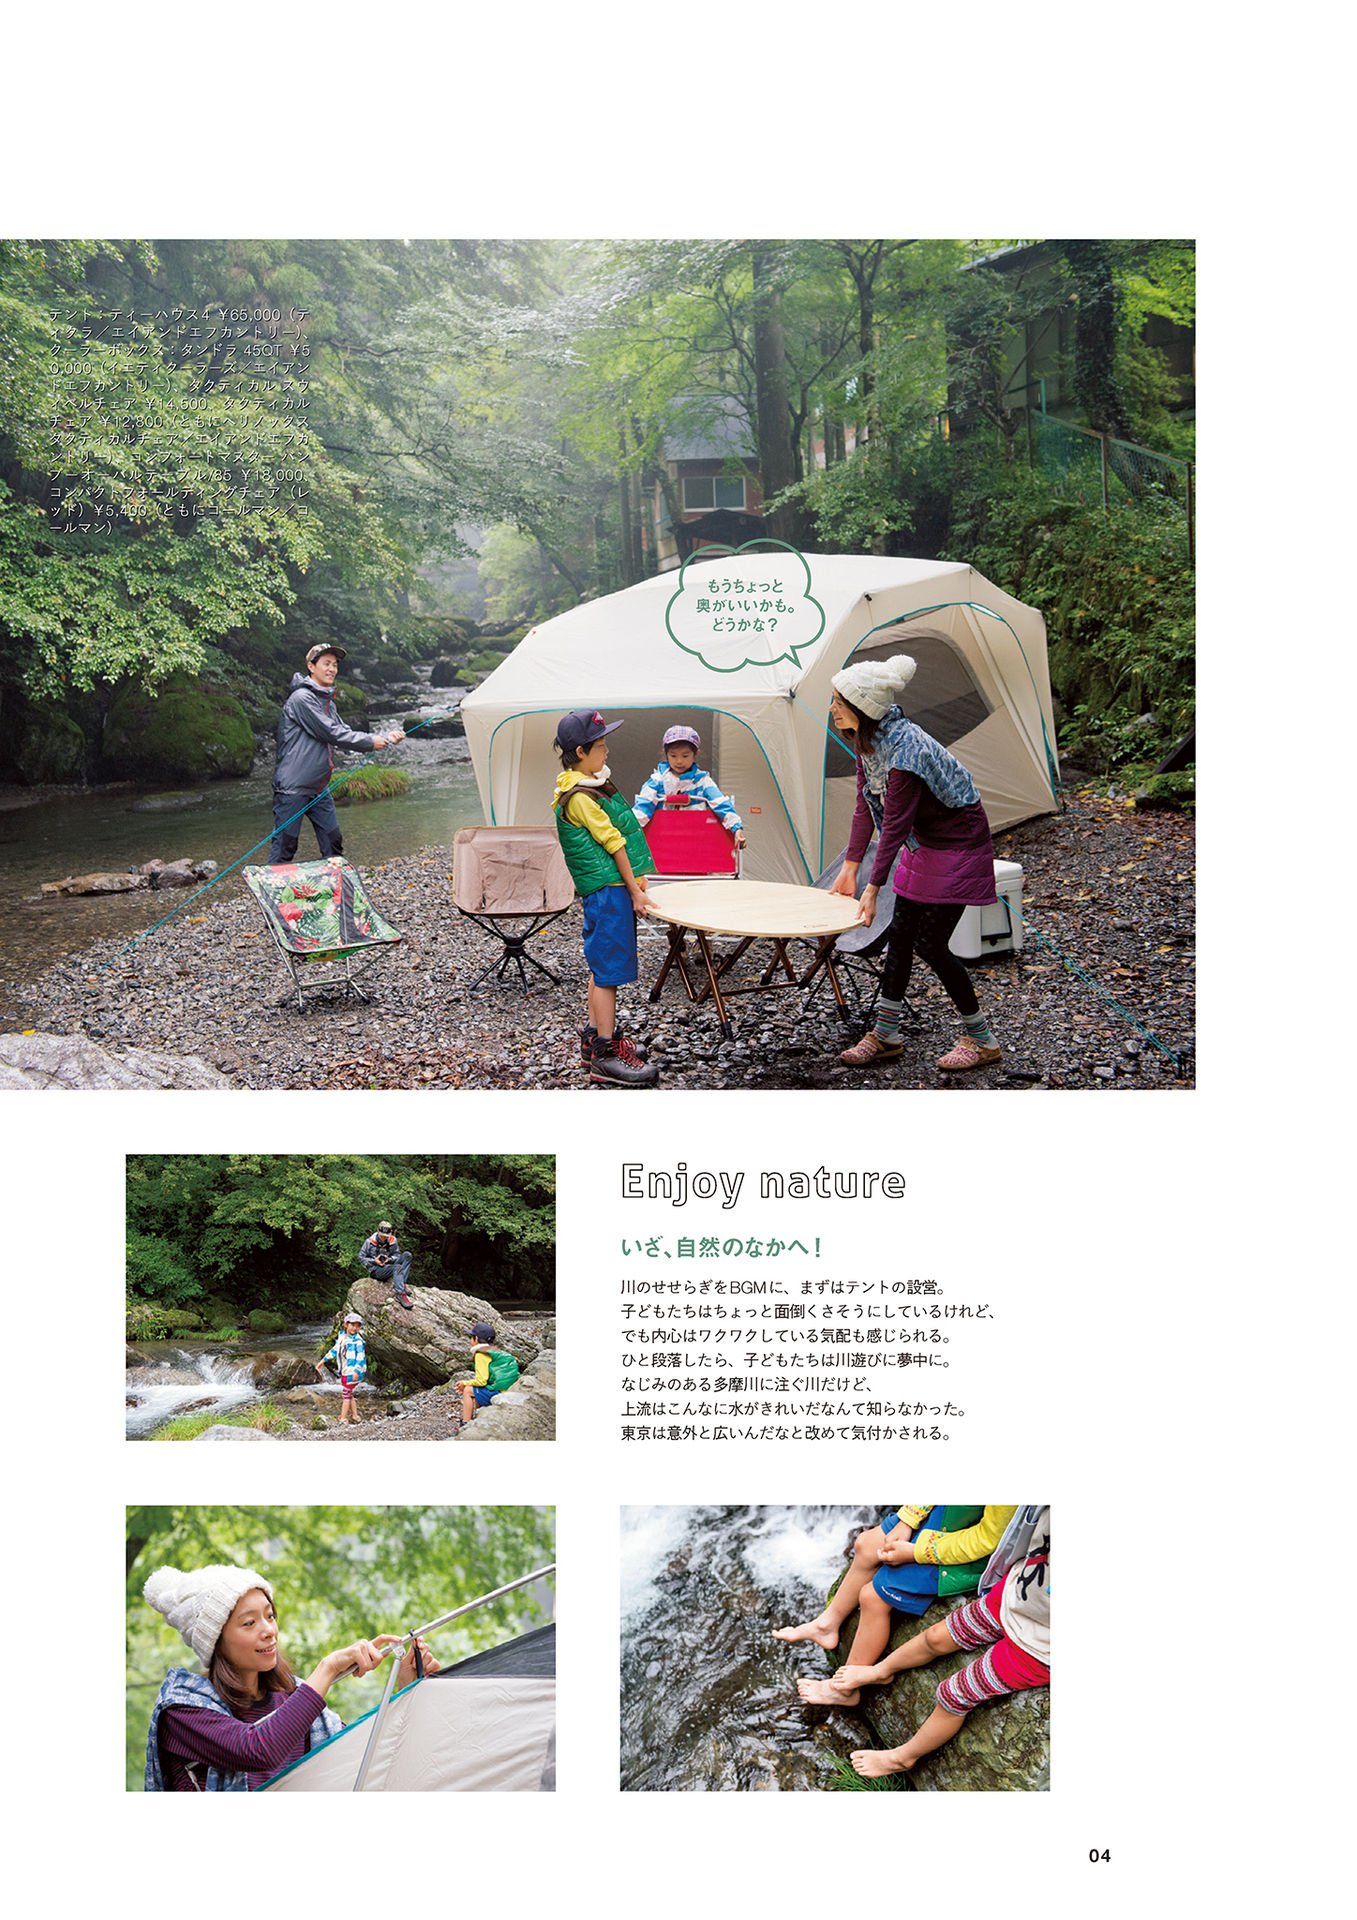 テント：ティーハウス4 ￥65,000（テ
ィクラ／エイアンドエフカントリー）、
クーラーボックス：タンドラ 45QT ￥5
0,000（イエティクーラーズ／エイアン
ドエフカントリー）、タクティカル スウ
ィベルチェア ￥14,500、タクティカル
チェア ￥12,800（ともにヘリノックス
タクティカルチェア／エイアンドエフカ
ントリー）、コンフォートマスター バン
ブーオーバルテーブル/85 ￥18,000、
コンパクトフォールディングチェア（レ
ッド）￥5,400（ともにコールマン／コ
ールマン）
もうちょっと
奥がいいかも。
どうかな？
Enjoy nature
いざ、自然のなかへ！
川のせせらぎをBGMに、まずはテントの設営。
子どもたちはちょっと面倒くさそうにしているけれど、
でも内心はワクワクしている気配も感じられる。
ひと段落したら、子どもたちは川遊びに夢中に。
なじみのある多摩川に注ぐ川だけど、
上流はこんなに水がきれいだなんて知らなかった。
東京は意外と広いんだなと改めて気付かされる。
04